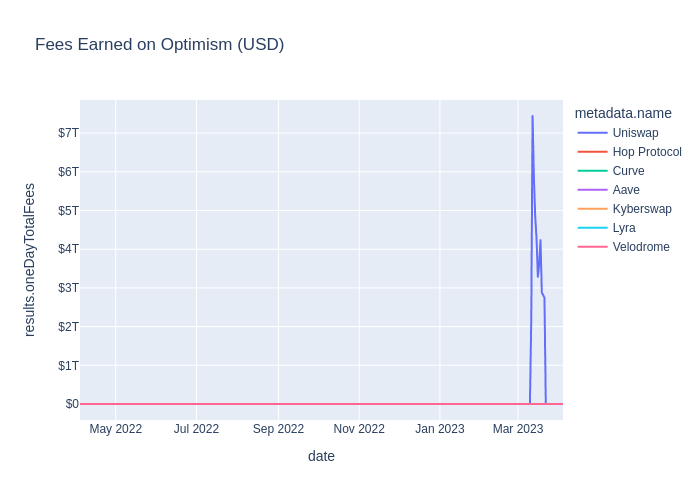 Fees Earned on Optimism (USD)
metadata.name
Uniswap
Hop Protocol
Curve
Aave
Kyberswap
Lyra
Velodrome
results.oneDayTotalFees
$7T
$6T
$5T
$4T
$3T
$2T
$1T
$0
May 2022
Jul 2022
Sep 2022
Nov 2022
Jan 2023
Mar 2023
date